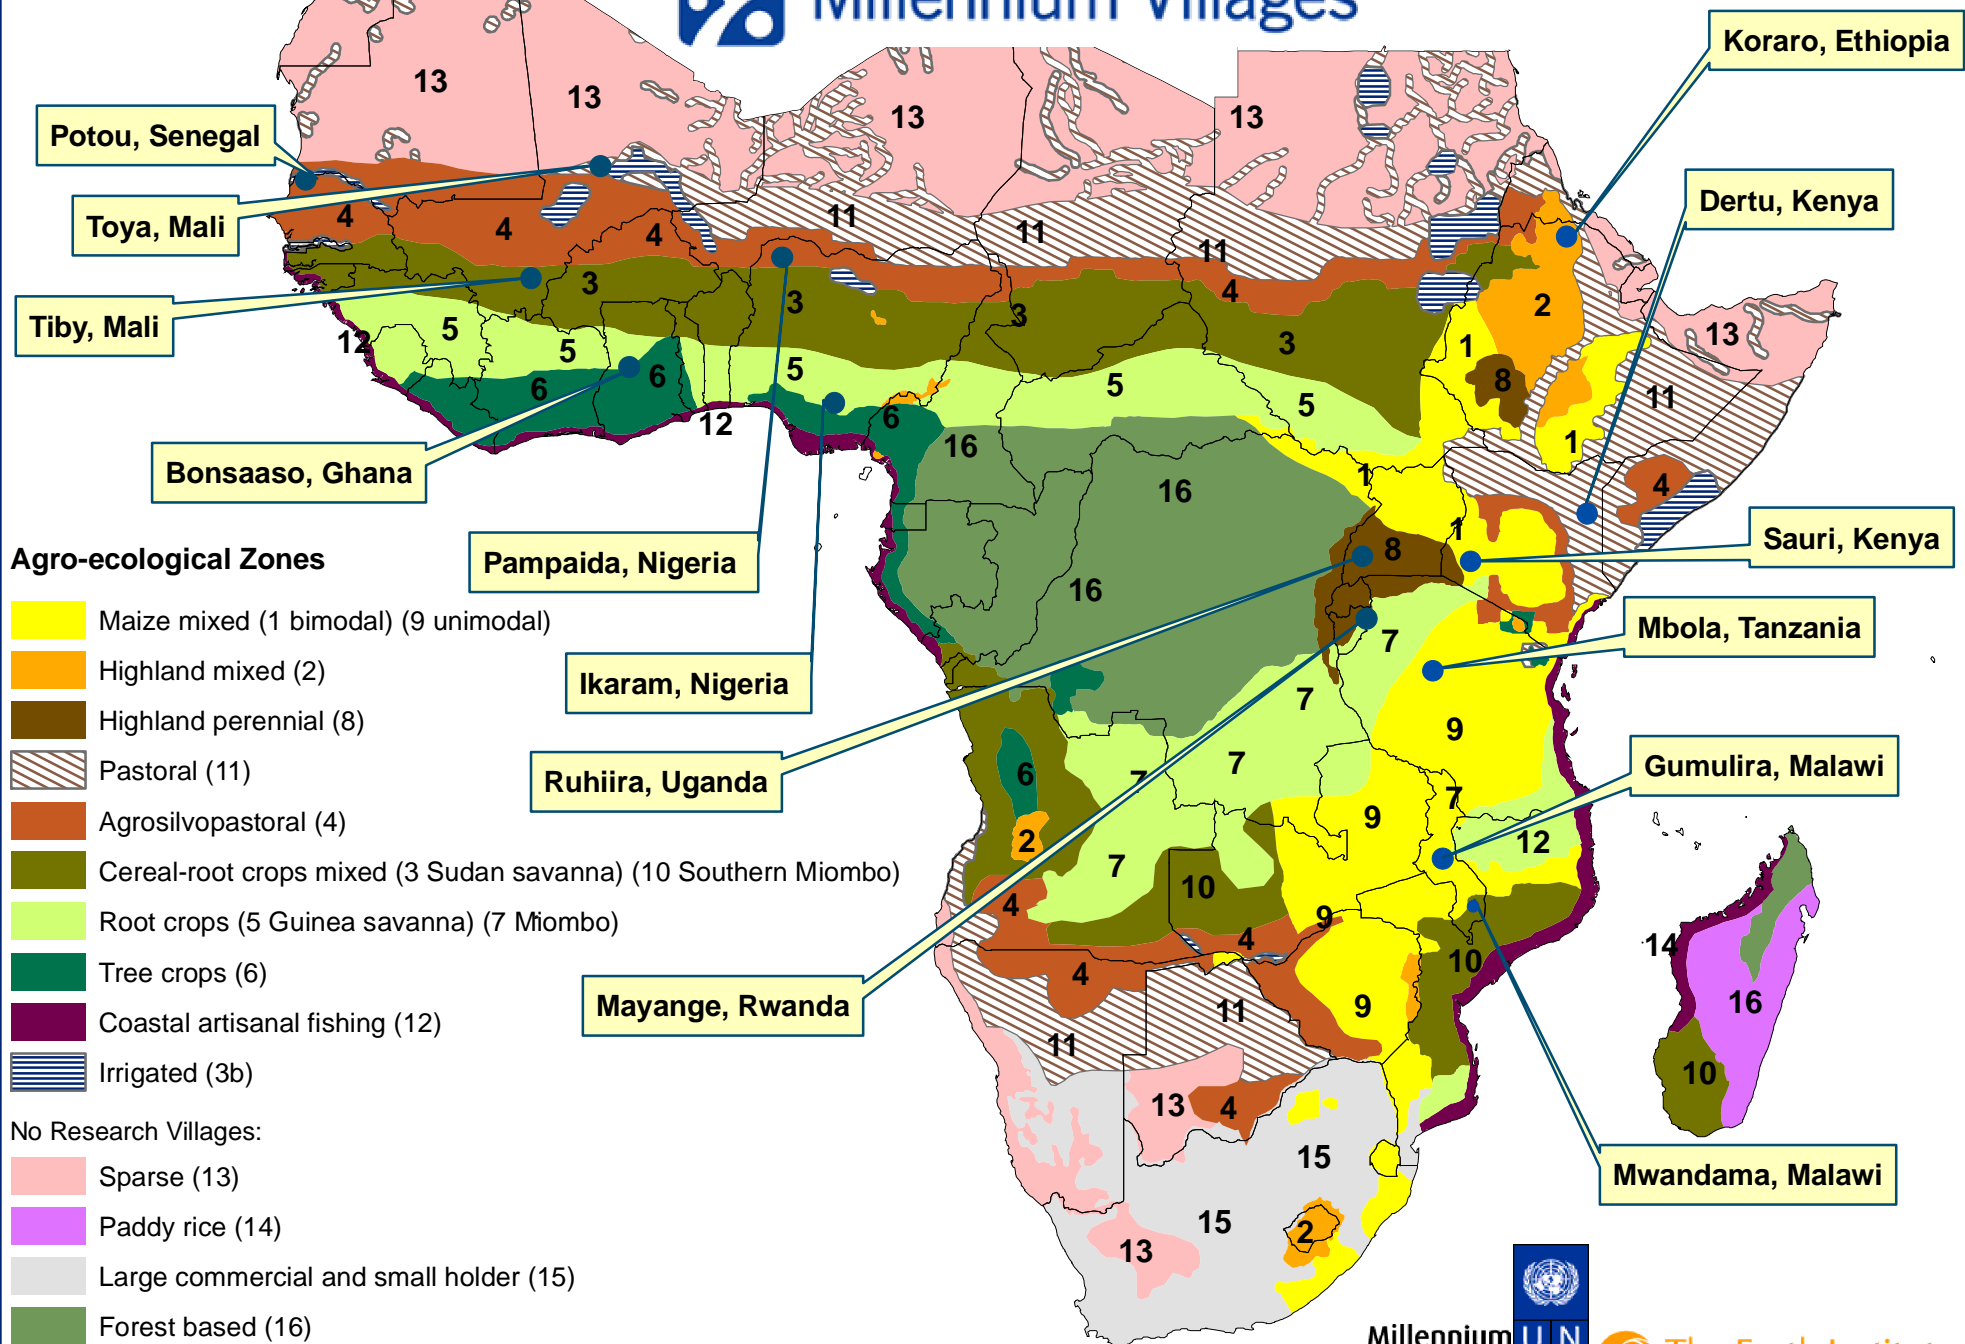 Millennium Villages
Koraro, Ethiopia
Potou, Senegal
Dertu, Kenya
Toya, Mali
Tiby, Mali
Bonsaaso, Ghana
Pampaida, Nigeria
Sauri, Kenya
Mbola, Tanzania
Ikaram, Nigeria
Ruhiira, Uganda
Gumulira, Malawi
Mayange, Rwanda
Mwandama, Malawi
13
13
13
13
4
4
4
11
11
11
4
3
3
3
3
2
13
12
5
5
5
5
5
1
8
11
6
6
6
12
1
16
16
1
4
1
8
16
7
7
9
7
7
7
6
9
12
2
7
10
4
9
4
10
14
4
11
9
16
11
10
13
4
15
15
2
13
Agro-ecological Zones
Maize mixed (1 bimodal) (9 unimodal)
Highland mixed (2)
Highland perennial (8)
Pastoral (11)
Agrosilvopastoral (4)
Cereal-root crops mixed (3 Sudan savanna) (10 Southern Miombo)
Root crops (5 Guinea savanna) (7 Miombo)
Tree crops (6)
Coastal artisanal fishing (12)
Irrigated (3b)
No Research Villages:
Sparse (13)
Paddy rice (14)
Large commercial and small holder (15)
Forest based (16)
Millennium
U N
The Earth Institute